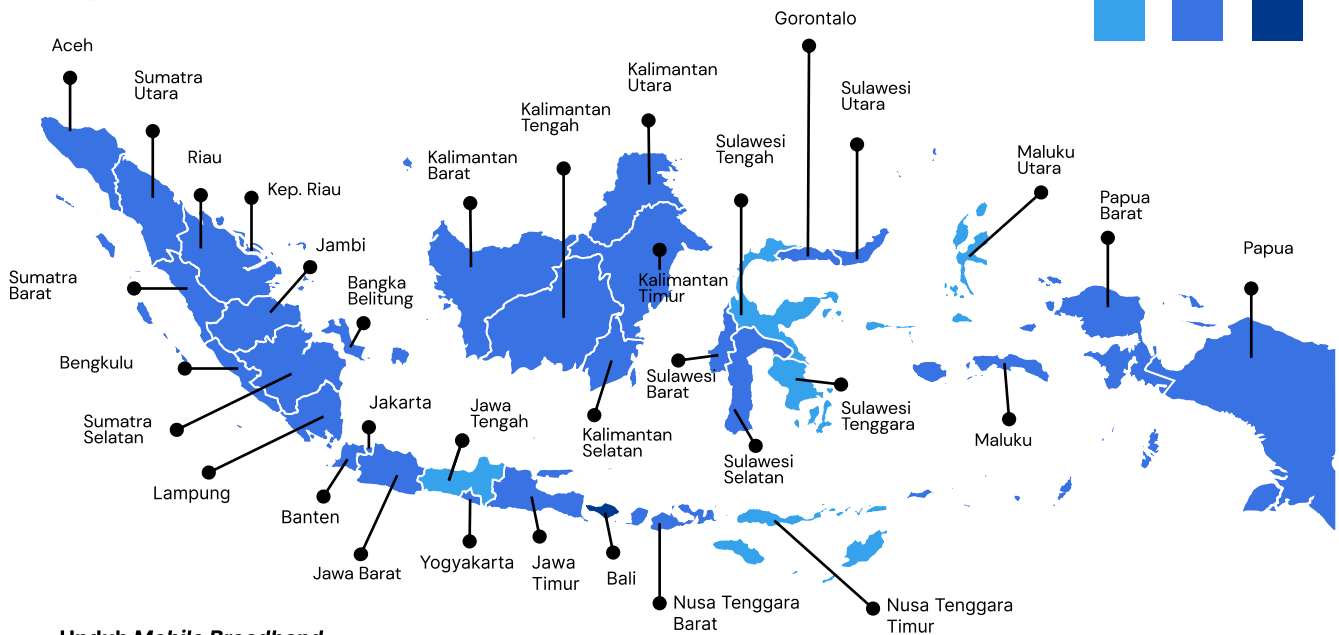 Gorontalo
Aceh
Sumatra
Utara
Kalimantan
Utara
Sulawesi
Utara
Kalimantan
Tengah
Sulawesi
Tengah
Maluku
Utara
Riau
Kalimantan
Barat
Kep. Riau
Papua
Barat
Jambi
Papua
Sumatra
Barat
Bangka
Belitung
Kalimantan
Timur
Bengkulu
Sulawesi
Barat
Jakarta
Jawa
Tengah
Sulawesi
Tenggara
Sumatra
Selatan
Kalimantan
Selatan
Maluku
Sulawesi
Selatan
Lampung
Banten
Jawa Barat
Yogyakarta
Jawa
Timur
Bali
Nusa Tenggara
Barat
Nusa Tenggara
Timur
Unduh Mobile Broadband